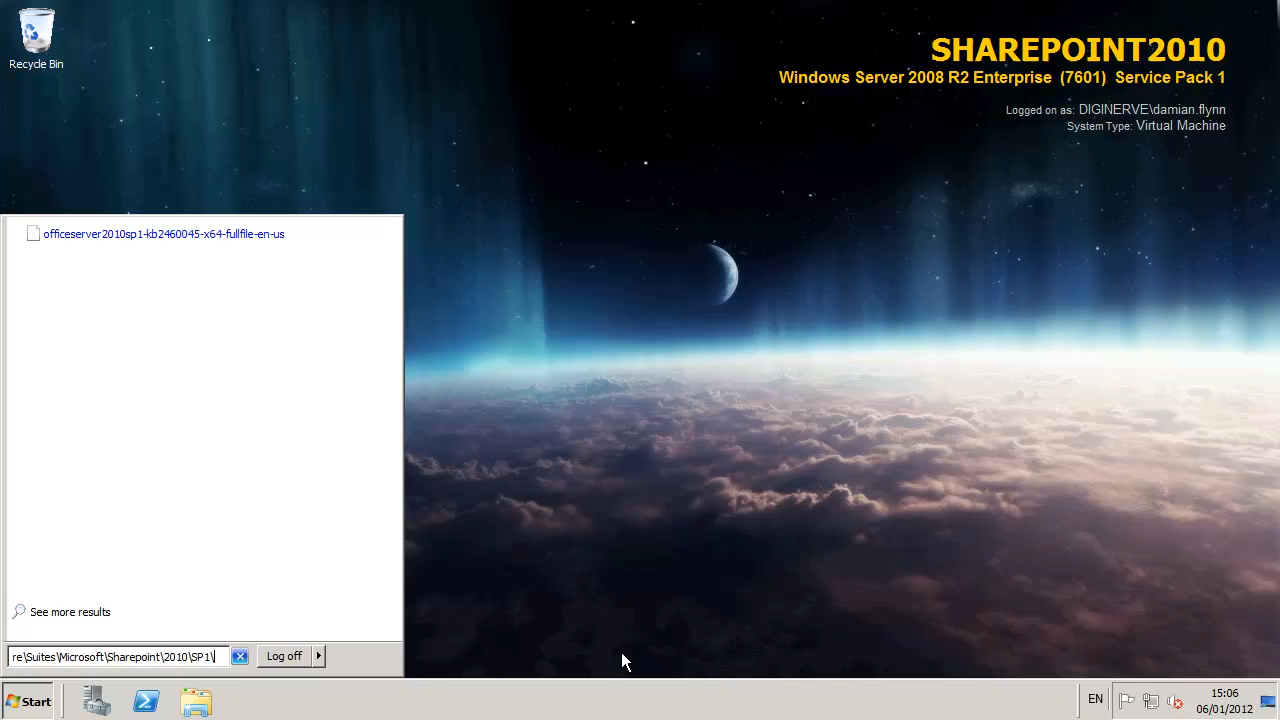 Recycle Bin
SHAREPOINT2010
Windows Server 2008 R2 Enterprise (7601) Service Pack 1
Logged on as: DIGINERVE\damian.flynn
System Type: Virtual Machine
officeserver2010sp1-kb2460045-x64-fullfile-en-us
See more results
re\Suites\Microsoft\Sharepoint\2010\SP1\
Log off
Start
EN
15:06
06/01/2012